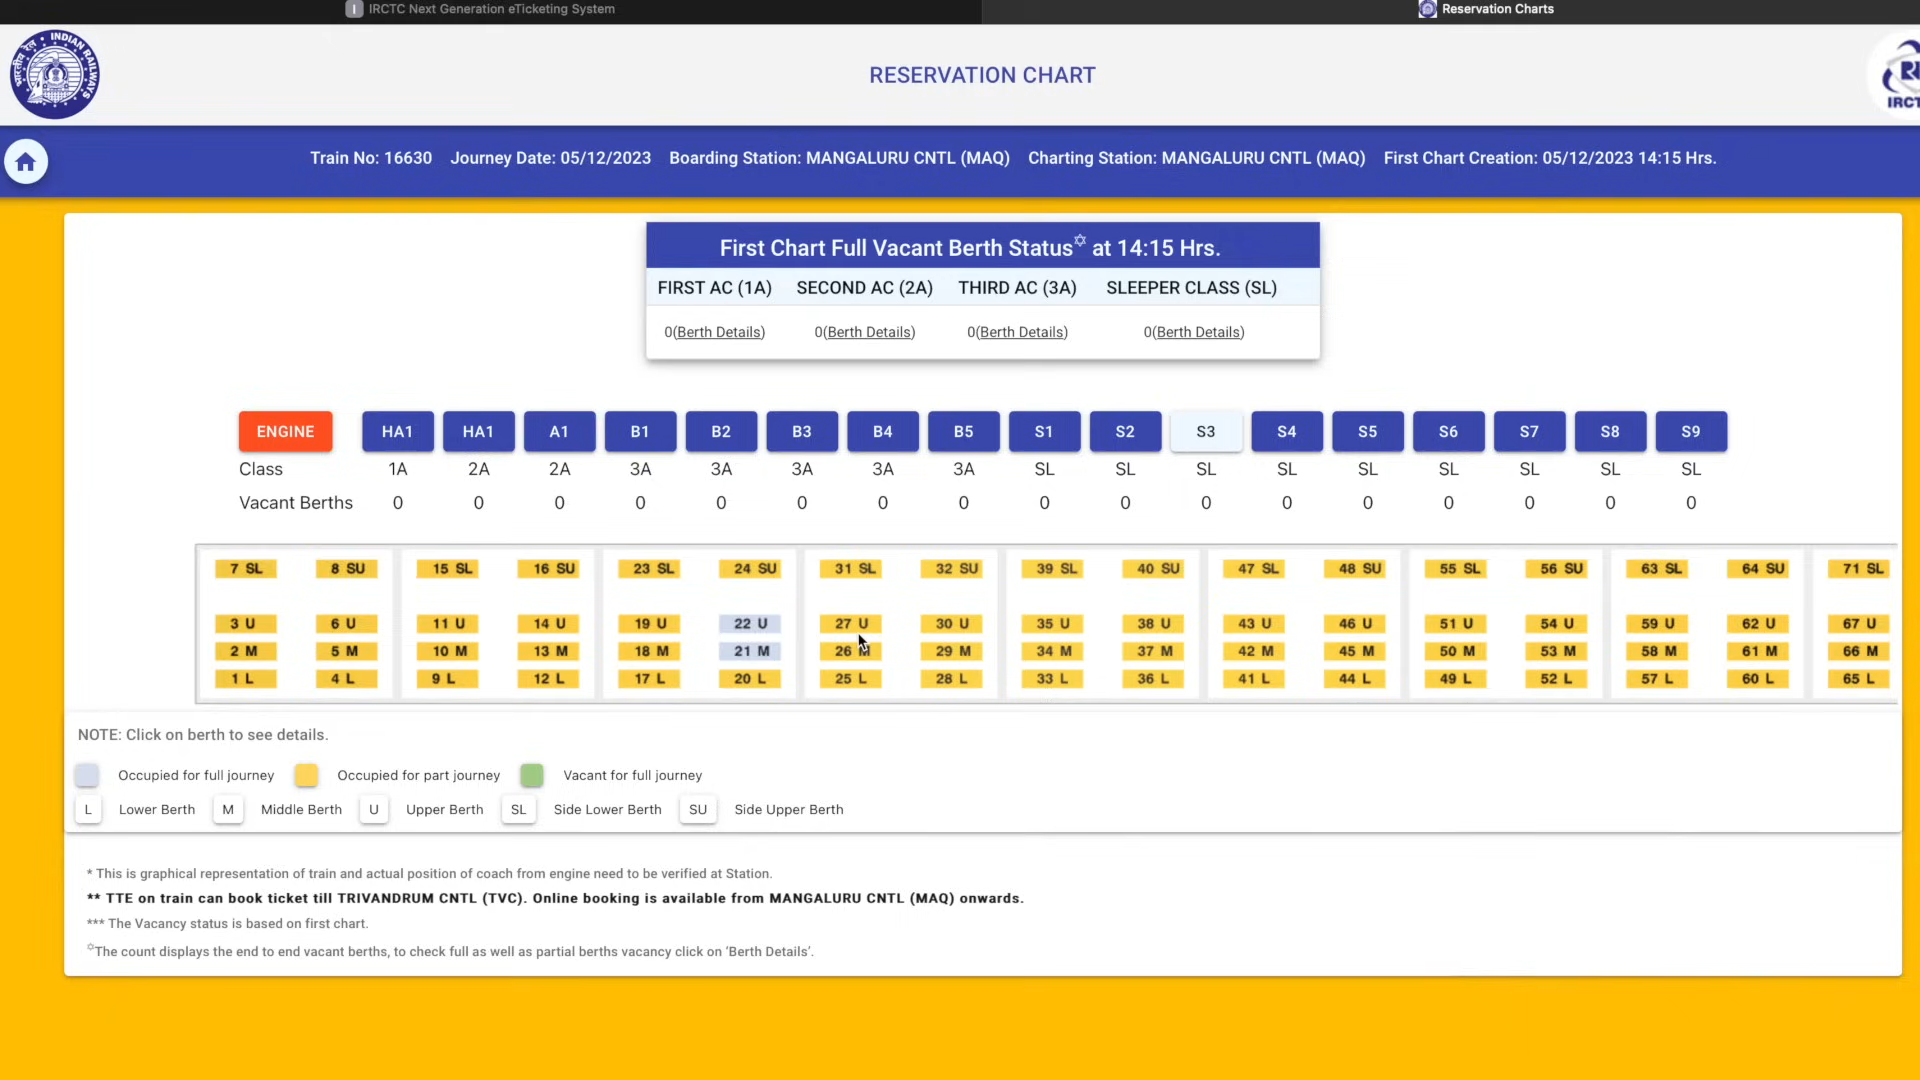 IRCTC Next Generation eTicketing System
Reservation Charts
INDIAN RAILWAYS
भारतीय रेल
RESERVATION CHART
Train No: 16630 Journey Date: 05/12/2023 Boarding Station: MANGALURU CNTL (MAQ) Charting Station: MANGALURU CNTL (MAQ) First Chart Creation: 05/12/2023 14:15 Hrs.
First Chart Full Vacant Berth Status✡ at 14:15 Hrs.
FIRST AC (1A) SECOND AC (2A) THIRD AC (3A) SLEEPER CLASS (SL)
0(Berth Details) 0(Berth Details) 0(Berth Details) 0(Berth Details)
ENGINE HA1 HA1 A1 B1 B2 B3 B4 B5 S1 S2 S3 S4 S5 S6 S7 S8 S9
Class 1A 2A 2A 3A 3A 3A 3A 3A SL SL SL SL SL SL SL SL SL
Vacant Berths 0 0 0 0 0 0 0 0 0 0 0 0 0 0 0 0 0
7 SL 8 SU 15 SL 16 SU 23 SL 24 SU 31 SL 32 SU 39 SL 40 SU 47 SL 48 SU 55 SL 56 SU 63 SL 64 SU 71 SL
3 U 6 U 11 U 14 U 19 U 22 U 27 U 30 U 35 U 38 U 43 U 46 U 51 U 54 U 59 U 62 U 67 U
2 M 5 M 10 M 13 M 18 M 21 M 26 M 29 M 34 M 37 M 42 M 45 M 50 M 53 M 58 M 61 M 66 M
1 L 4 L 9 L 12 L 17 L 20 L 25 L 28 L 33 L 36 L 41 L 44 L 49 L 52 L 57 L 60 L 65 L
NOTE: Click on berth to see details.
Occupied for full journey Occupied for part journey Vacant for full journey
L Lower Berth M Middle Berth U Upper Berth SL Side Lower Berth SU Side Upper Berth
* This is graphical representation of train and actual position of coach from engine need to be verified at Station.
** TTE on train can book ticket till TRIVANDRUM CNTL (TVC). Online booking is available from MANGALURU CNTL (MAQ) onwards.
*** The Vacancy status is based on first chart.
✡The count displays the end to end vacant berths, to check full as well as partial berths vacancy click on ‘Berth Details’.